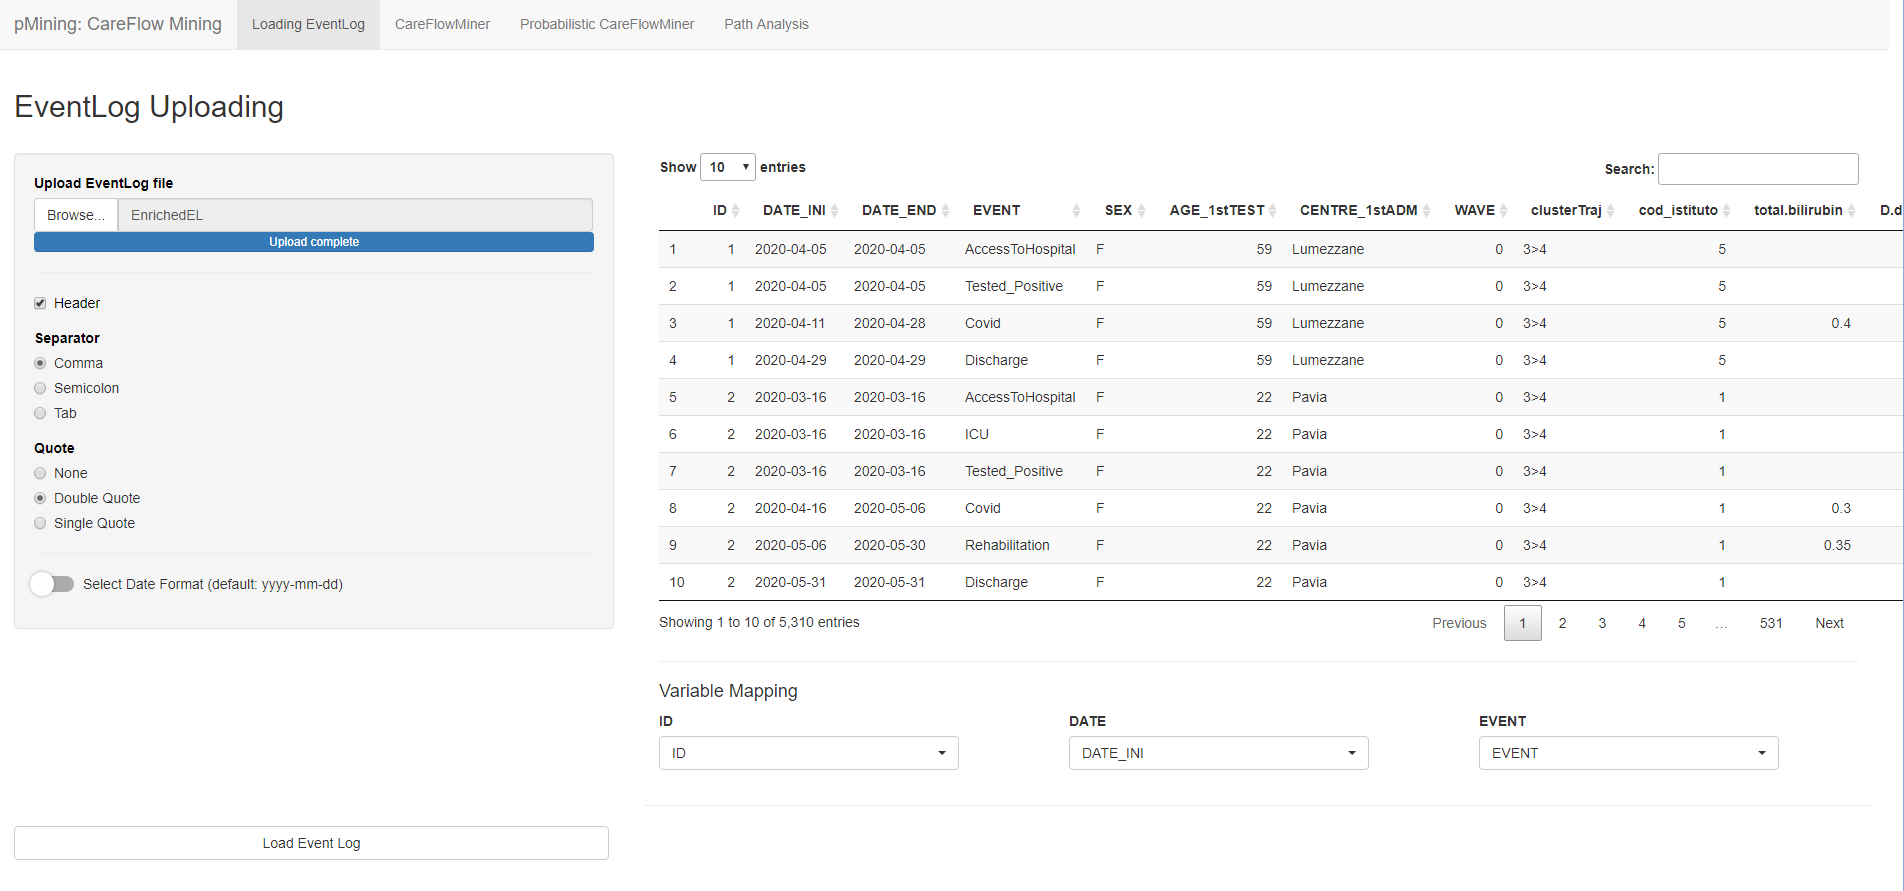 pMining: CareFlow Mining Loading EventLog CareFlowMiner Probabilistic CareFlowMiner Path Analysis
EventLog Uploading
Upload EventLog file
Browse... EnrichedEL
Upload complete
Header
Separator
Comma
Semicolon
Tab
Quote
None
Double Quote
Single Quote
Select Date Format (default: yyyy-mm-dd)
Load Event Log
Show 10 entries Search:
ID DATE_INI DATE_END EVENT SEX AGE_1stTEST CENTRE_1stADM WAVE clusterTraj cod_istituto total.bilirubin D.d
1 1 2020-04-05 2020-04-05 AccessToHospital F 59 Lumezzane 0 3>4 5
2 1 2020-04-05 2020-04-05 Tested_Positive F 59 Lumezzane 0 3>4 5
3 1 2020-04-11 2020-04-28 Covid F 59 Lumezzane 0 3>4 5 0.4
4 1 2020-04-29 2020-04-29 Discharge F 59 Lumezzane 0 3>4 5
5 2 2020-03-16 2020-03-16 AccessToHospital F 22 Pavia 0 3>4 1
6 2 2020-03-16 2020-03-16 ICU F 22 Pavia 0 3>4 1
7 2 2020-03-16 2020-03-16 Tested_Positive F 22 Pavia 0 3>4 1
8 2 2020-04-16 2020-05-06 Covid F 22 Pavia 0 3>4 1 0.3
9 2 2020-05-06 2020-05-30 Rehabilitation F 22 Pavia 0 3>4 1 0.35
10 2 2020-05-31 2020-05-31 Discharge F 22 Pavia 0 3>4 1
Showing 1 to 10 of 5,310 entries Previous 1 2 3 4 5 … 531 Next
Variable Mapping
ID DATE EVENT
ID DATE_INI EVENT